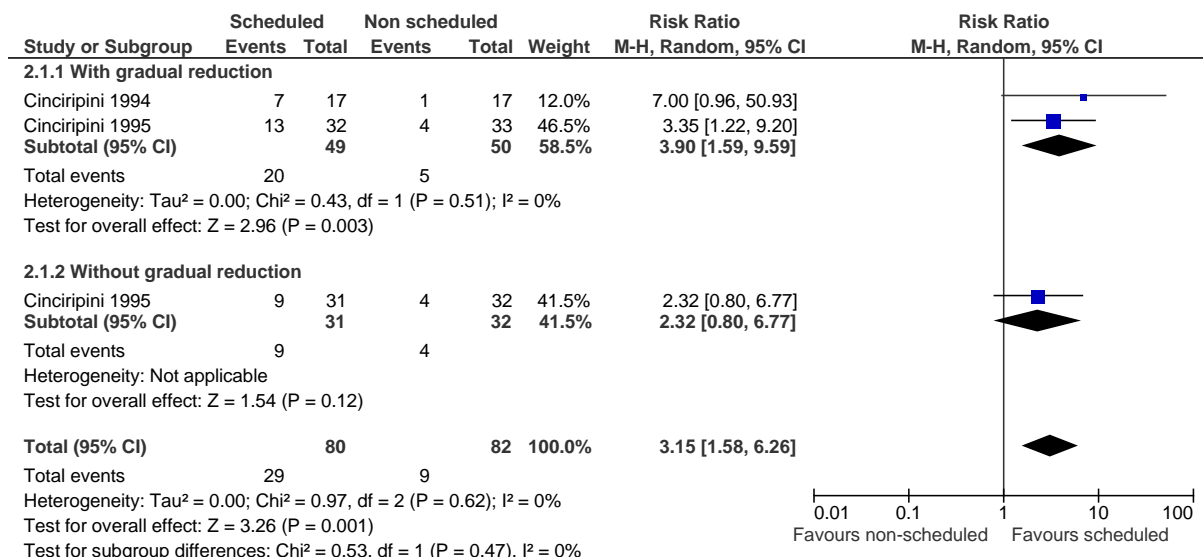 Scheduled Non scheduled Risk Ratio Risk Ratio
Study or Subgroup Events Total Events Total Weight M-H, Random, 95% CI M-H, Random, 95% CI
2.1.1 With gradual reduction
Cinciripini 1994 7 17 1 17 12.0% 7.00 [0.96, 50.93]
Cinciripini 1995 13 32 4 33 46.5% 3.35 [1.22, 9.20]
Subtotal (95% CI) 49 50 58.5% 3.90 [1.59, 9.59]
Total events 20 5
Heterogeneity: Tau² = 0.00; Chi² = 0.43, df = 1 (P = 0.51); I² = 0%
Test for overall effect: Z = 2.96 (P = 0.003)
2.1.2 Without gradual reduction
Cinciripini 1995 9 31 4 32 41.5% 2.32 [0.80, 6.77]
Subtotal (95% CI) 31 32 41.5% 2.32 [0.80, 6.77]
Total events 9 4
Heterogeneity: Not applicable
Test for overall effect: Z = 1.54 (P = 0.12)
Total (95% CI) 80 82 100.0% 3.15 [1.58, 6.26]
Total events 29 9
Heterogeneity: Tau² = 0.00; Chi² = 0.97, df = 2 (P = 0.62); I² = 0%
Test for overall effect: Z = 3.26 (P = 0.001)
Test for subgroup differences: Chi² = 0.53, df = 1 (P = 0.47), I² = 0%
0.01 0.1 1 10 100
Favours non-scheduled Favours scheduled